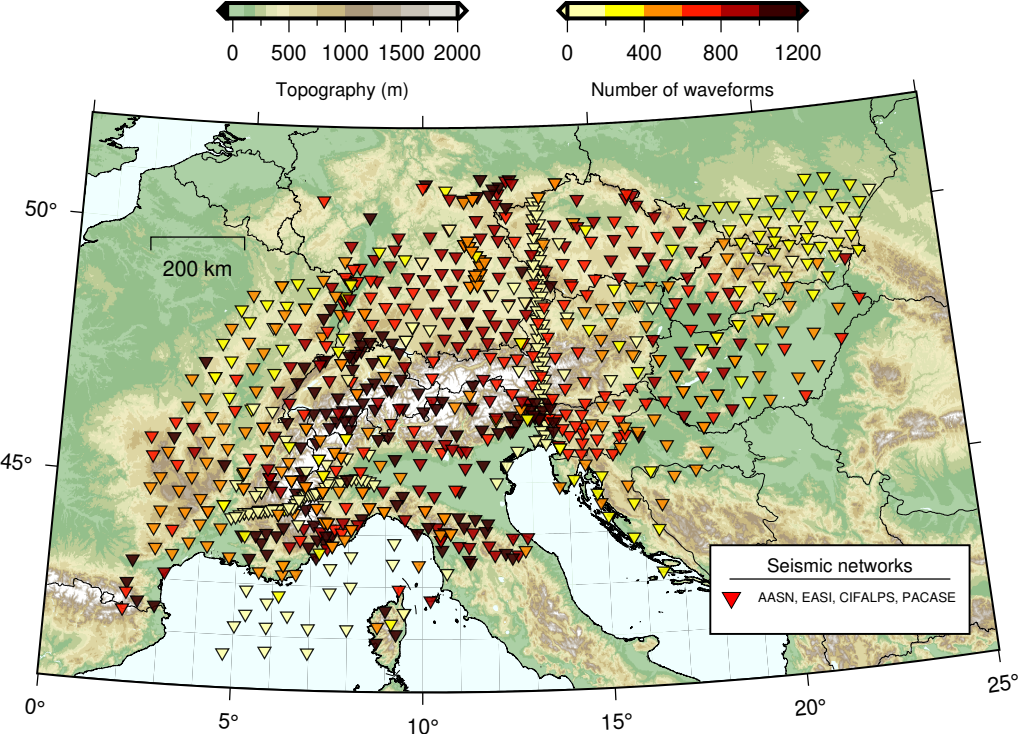 0 500 1000 1500 2000
0 400 800 1200
Topography (m)
Number of waveforms
50°
200 km
45°
Seismic networks
AASN, EASI, CIFALPS, PACASE
0°
5°
10°
15°
20°
25°